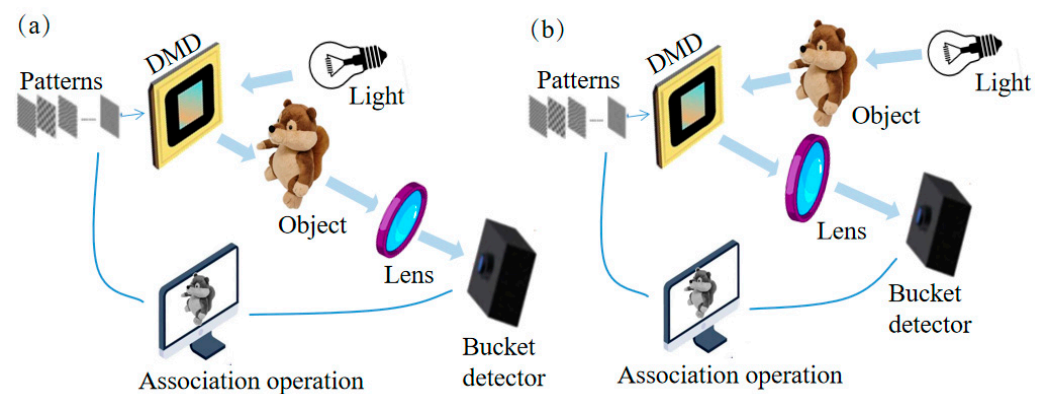 (a)
DMD
Patterns
Light
Object
Lens
Bucket
detector
Association operation
(b)
DMD
Patterns
Light
Object
Lens
Bucket
detector
Association operation